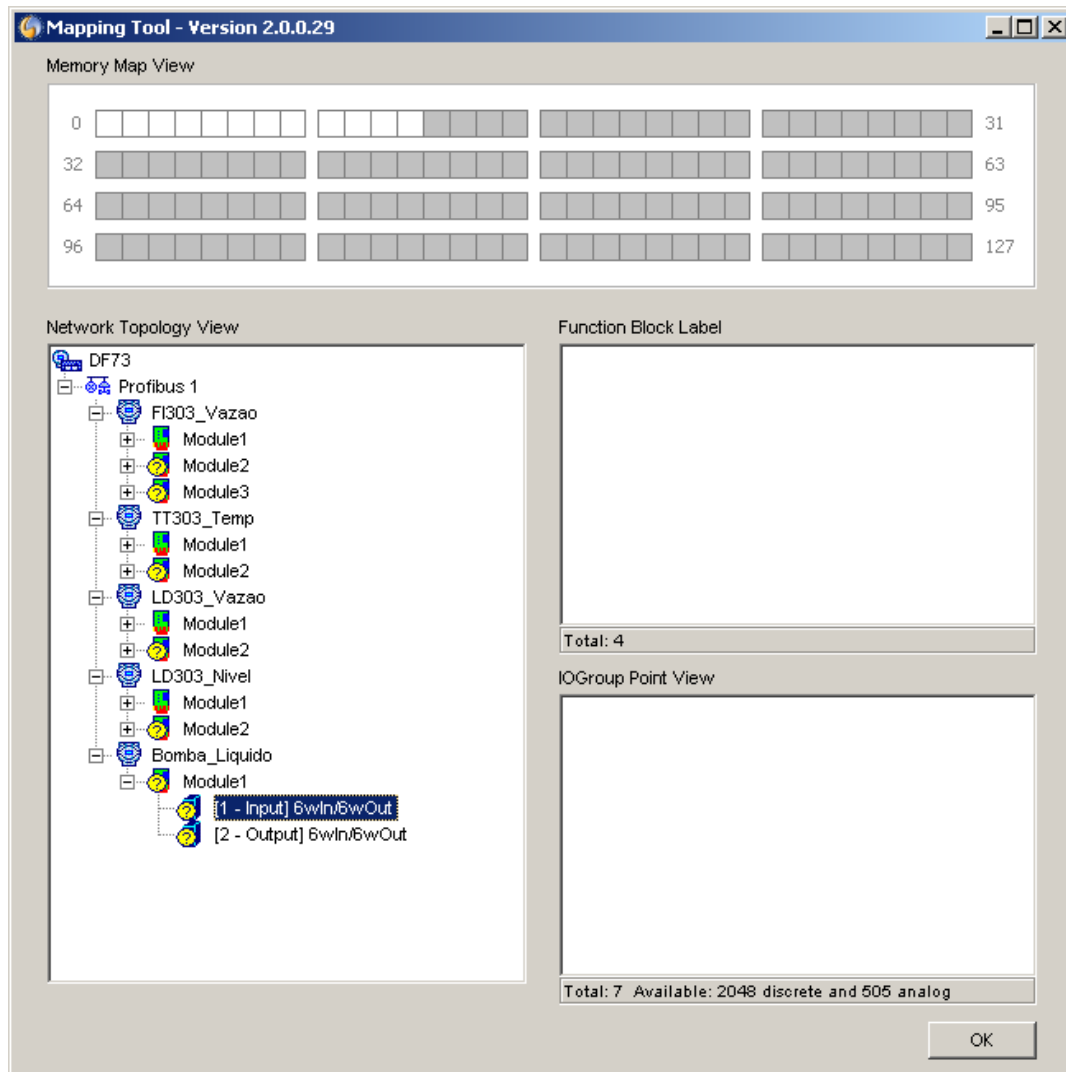 Mapping Tool - Version 2.0.0.29
Memory Map View
0 31
32 63
64 95
96 127
Network Topology View
DF73
Profibus 1
FI303_Vazao
Module1
Module2
Module3
TT303_Temp
Module1
Module2
LD303_Vazao
Module1
Module2
LD303_Nivel
Module1
Module2
Bomba_Liquido
Module1
[1 - Input] 6wIn/6wOut
[2 - Output] 6wIn/6wOut
Function Block Label
Total: 4
IOGroup Point View
Total: 7 Available: 2048 discrete and 505 analog
OK